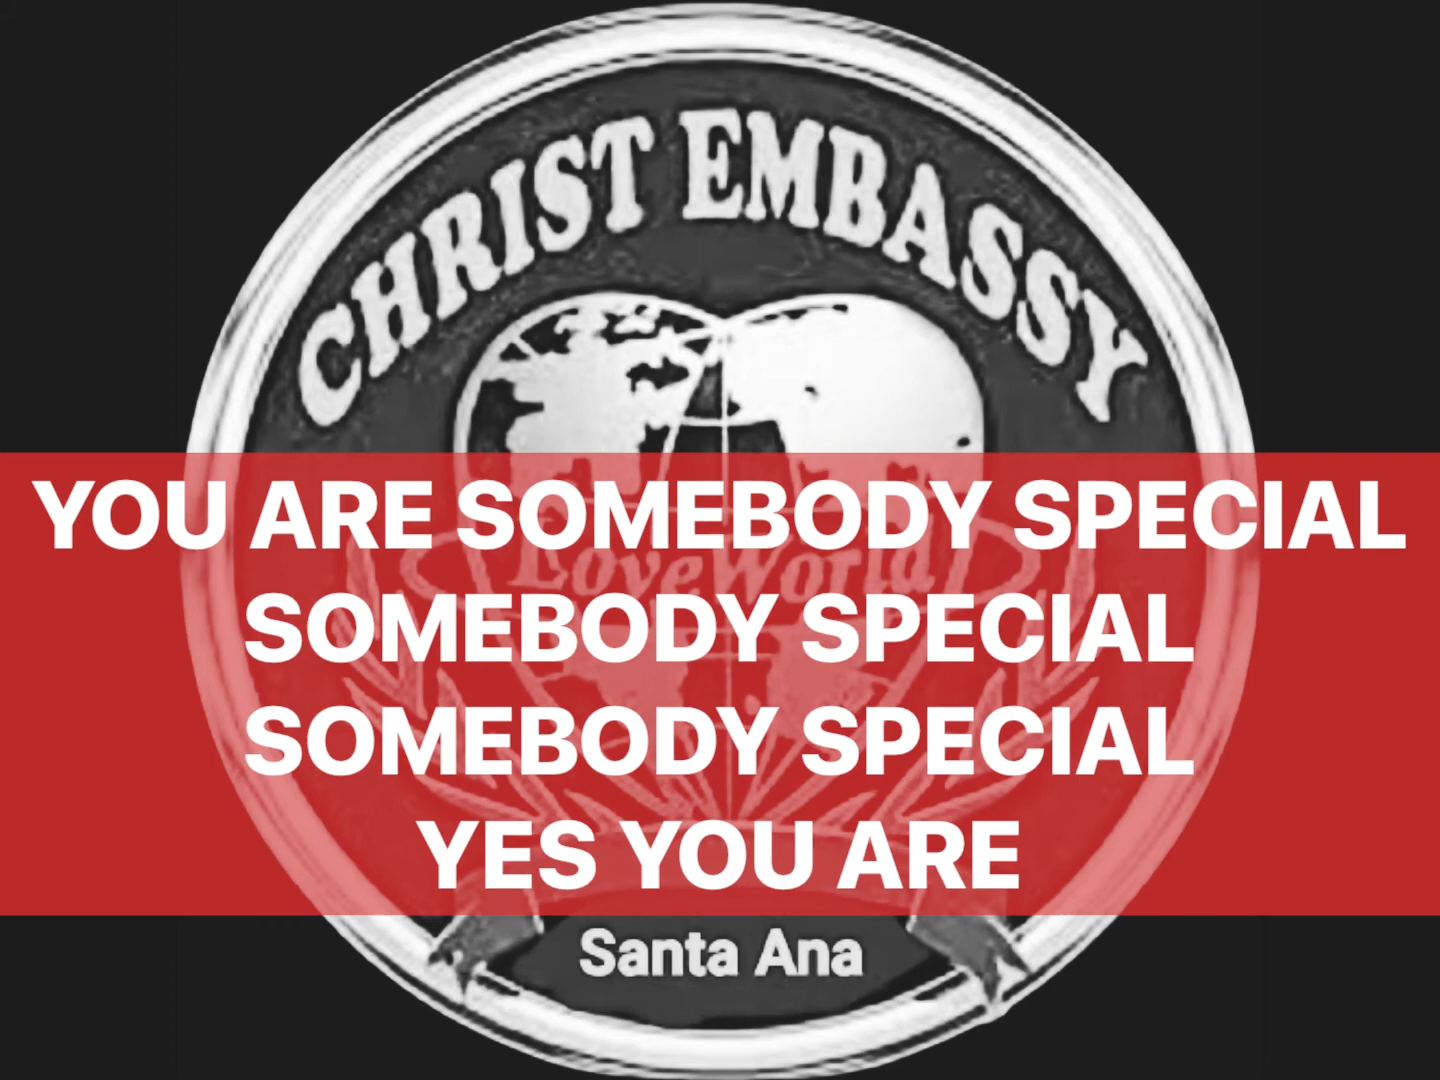 CHRIST EMBASSY
YOU ARE SOMEBODY SPECIAL
LoveWorld
SOMEBODY SPECIAL
SOMEBODY SPECIAL
YES YOU ARE
Santa Ana